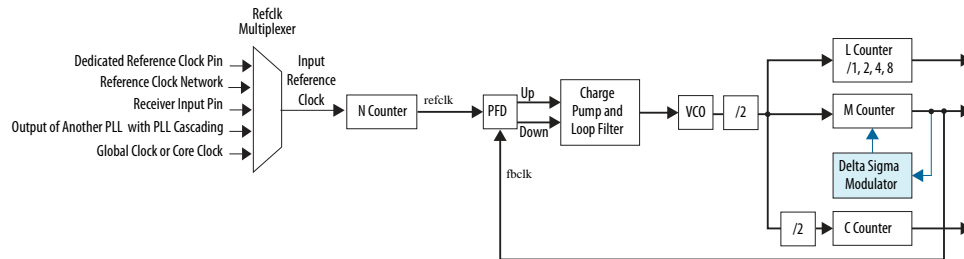 Refclk
Multiplexer
Dedicated Reference Clock Pin
Reference Clock Network
Receiver Input Pin
Output of Another PLL with PLL Cascading
Global Clock or Core Clock
Input
Reference
Clock
N Counter
refclk
PFD
Up
Down
fbclk
Charge
Pump and
Loop Filter
VCO
/2
L Counter
/1, 2, 4, 8
M Counter
Delta Sigma
Modulator
/2
C Counter